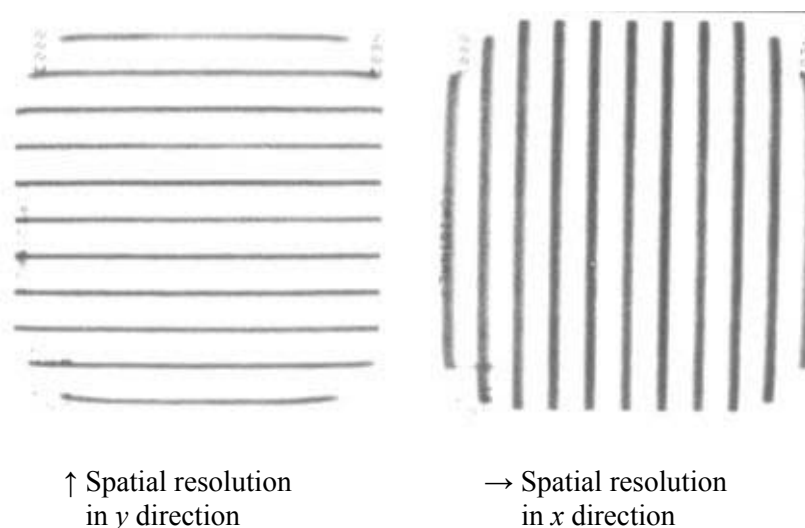 ↑ Spatial resolution
in y direction
→ Spatial resolution
in x direction